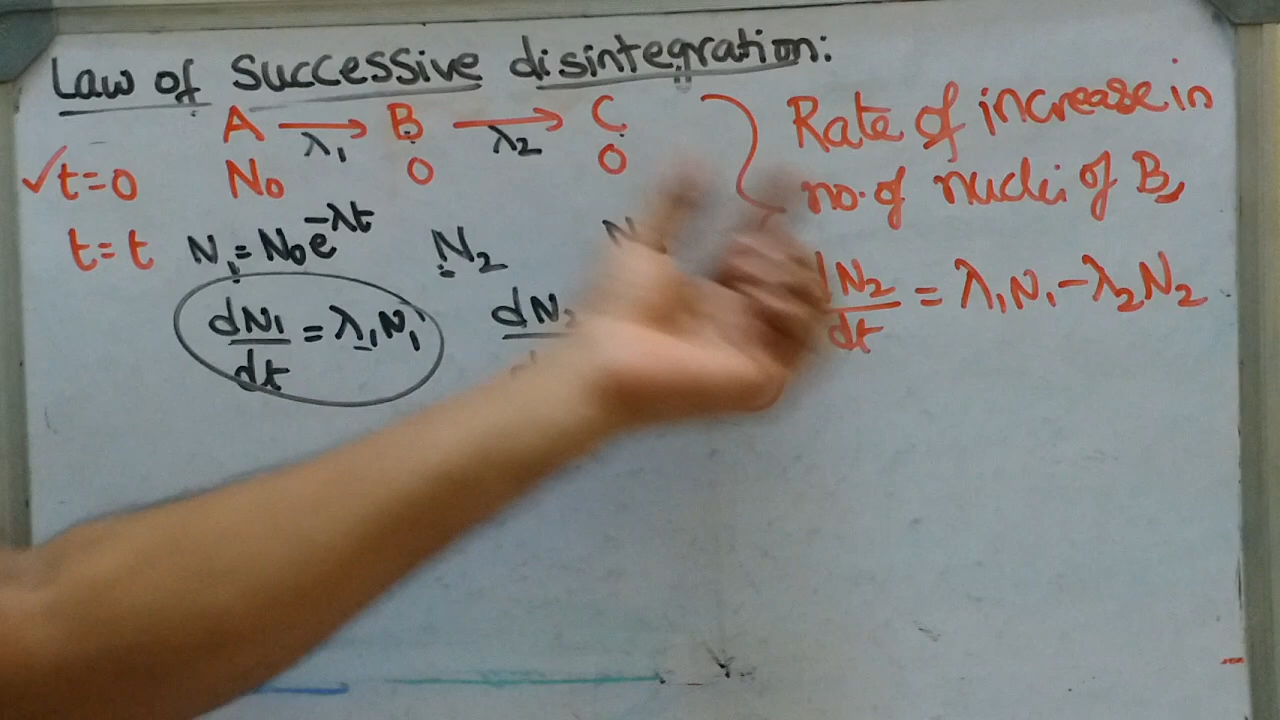 Law of successive disintegration:
A →λ₁ B →λ₂ C
✓t=0 N₀ 0 0
t=t N₁=N₀e^-λt N₂
dN₁/dt = λ₁N₁
Rate of increase in
no. of nuclei of B,
N₂/dt = λ₁N₁-λ₂N₂